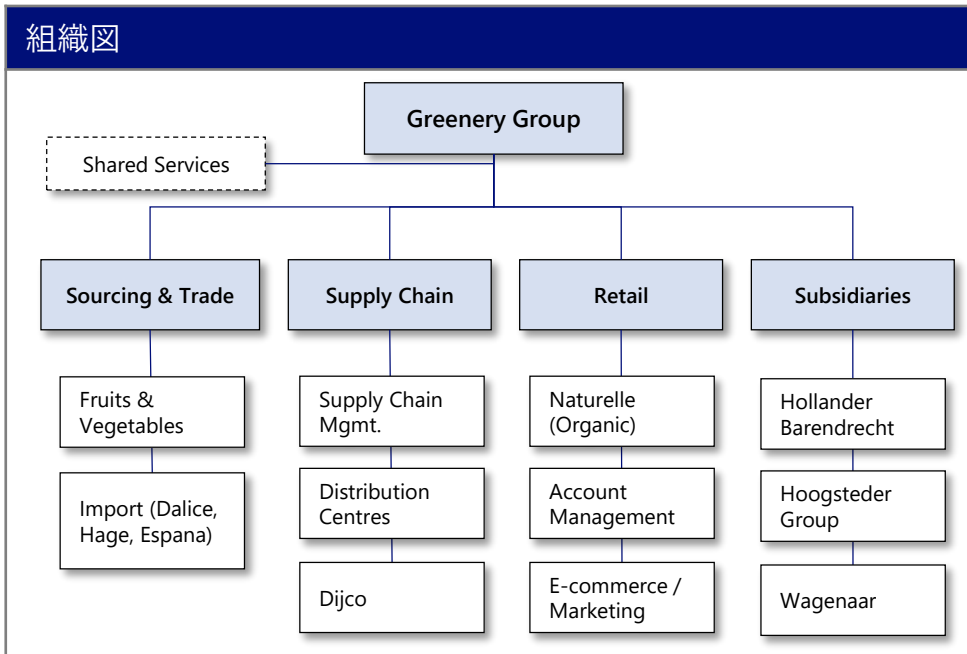 組織図
Greenery Group
Shared Services
Sourcing & Trade
Supply Chain
Retail
Subsidiaries
Fruits &
Vegetables
Import (Dalice,
Hage, Espana)
Supply Chain
Mgmt.
Distribution
Centres
Dijco
Naturelle
(Organic)
Account
Management
E-commerce /
Marketing
Hollander
Barendrecht
Hoogsteder
Group
Wagenaar